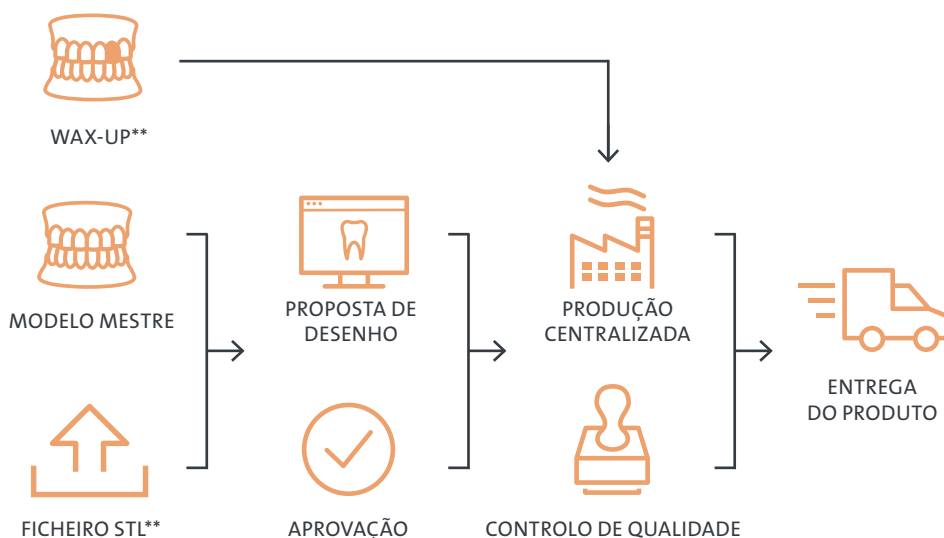 WAX-UP**
MODELO MESTRE
FICHEIRO STL**
PROPOSTA DE
DESENHO
APROVAÇÃO
PRODUÇÃO
CENTRALIZADA
CONTROLO DE QUALIDADE
ENTREGA
DO PRODUTO